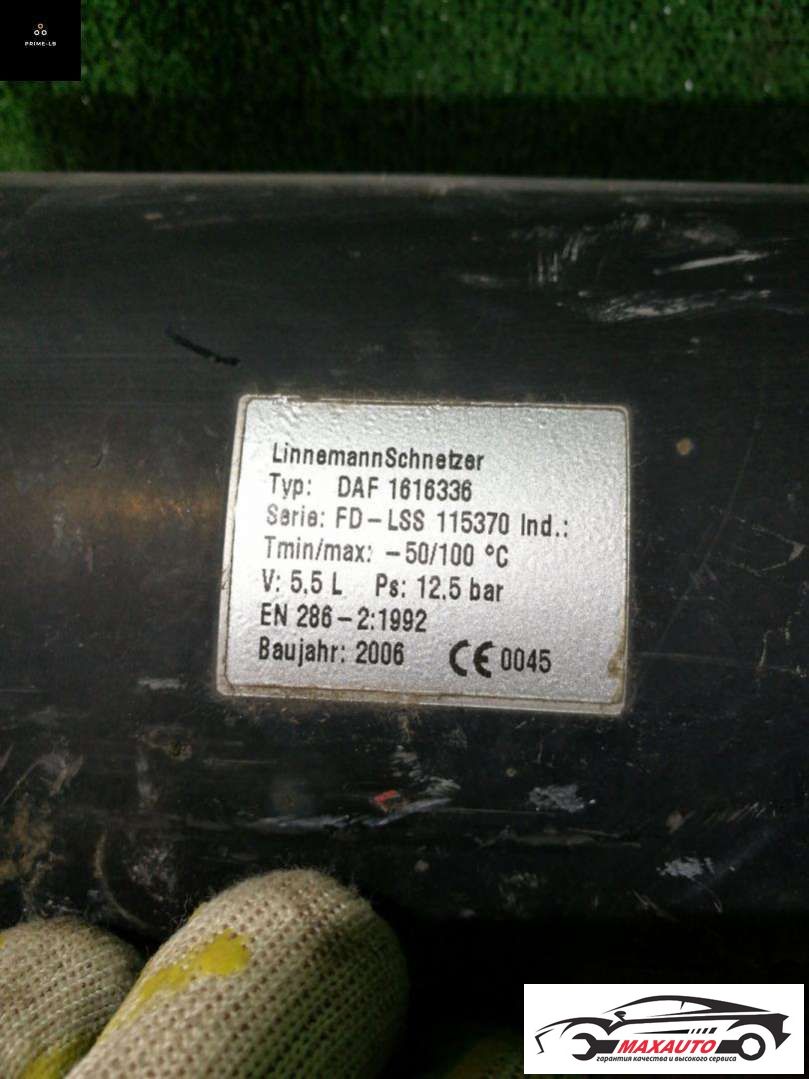 PRIME-LB
LinnemannSchnetzer
Typ: DAF 1616336
Serie: FD-LSS 115370 Ind.:
Tmin/max: -50/100 °C
V: 5,5 L Ps: 12,5 bar
EN 286-2:1992
Baujahr: 2006 CE 0045
MAXAUTO
гарантия качества и высокого сервиса